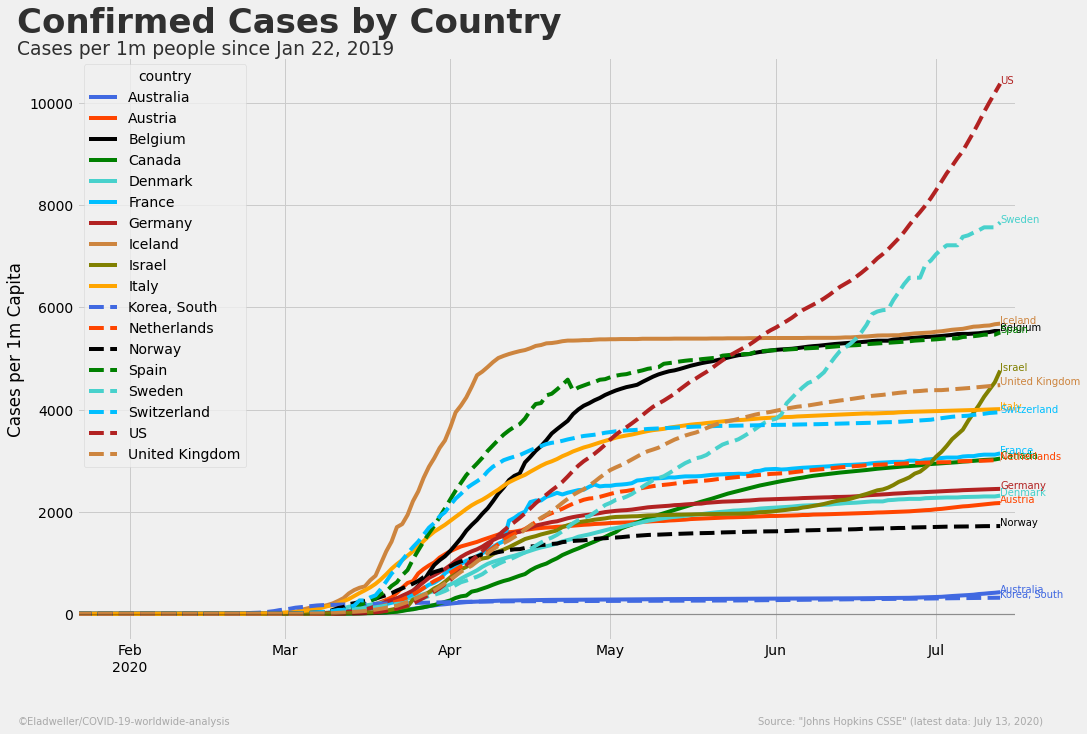 Confirmed Cases by Country
Cases per 1m people since Jan 22, 2019
country
Australia
Austria
Belgium
Canada
Denmark
France
Germany
Iceland
Israel
Italy
Korea, South
Netherlands
Norway
Spain
Sweden
Switzerland
US
United Kingdom
Cases per 1m Capita
10000
8000
6000
4000
2000
0
US
Sweden
Iceland
Belgium
Spain
Israel
United Kingdom
Italy
Switzerland
France
Canada
Netherlands
Germany
Denmark
Austria
Norway
Australia
Korea, South
Feb Mar Apr May Jun Jul
2020
©Eladweller/COVID-19-worldwide-analysis
Source: "Johns Hopkins CSSE" (latest data: July 13, 2020)